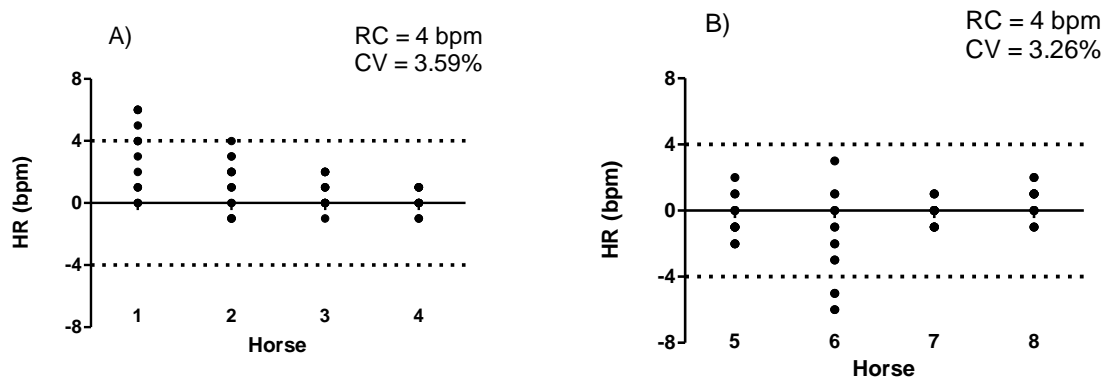 A)
RC = 4 bpm
CV = 3.59%
HR (bpm)
8
4
0
-4
-8
1 2 3 4
Horse
B)
RC = 4 bpm
CV = 3.26%
HR (bpm)
8
4
0
-4
-8
5 6 7 8
Horse